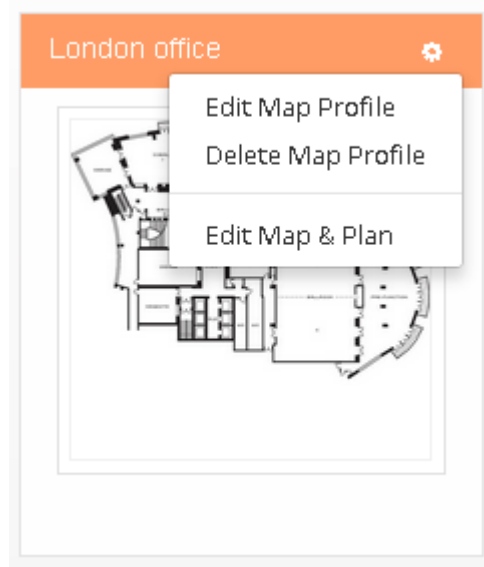 London office
Edit Map Profile
Delete Map Profile
Edit Map & Plan